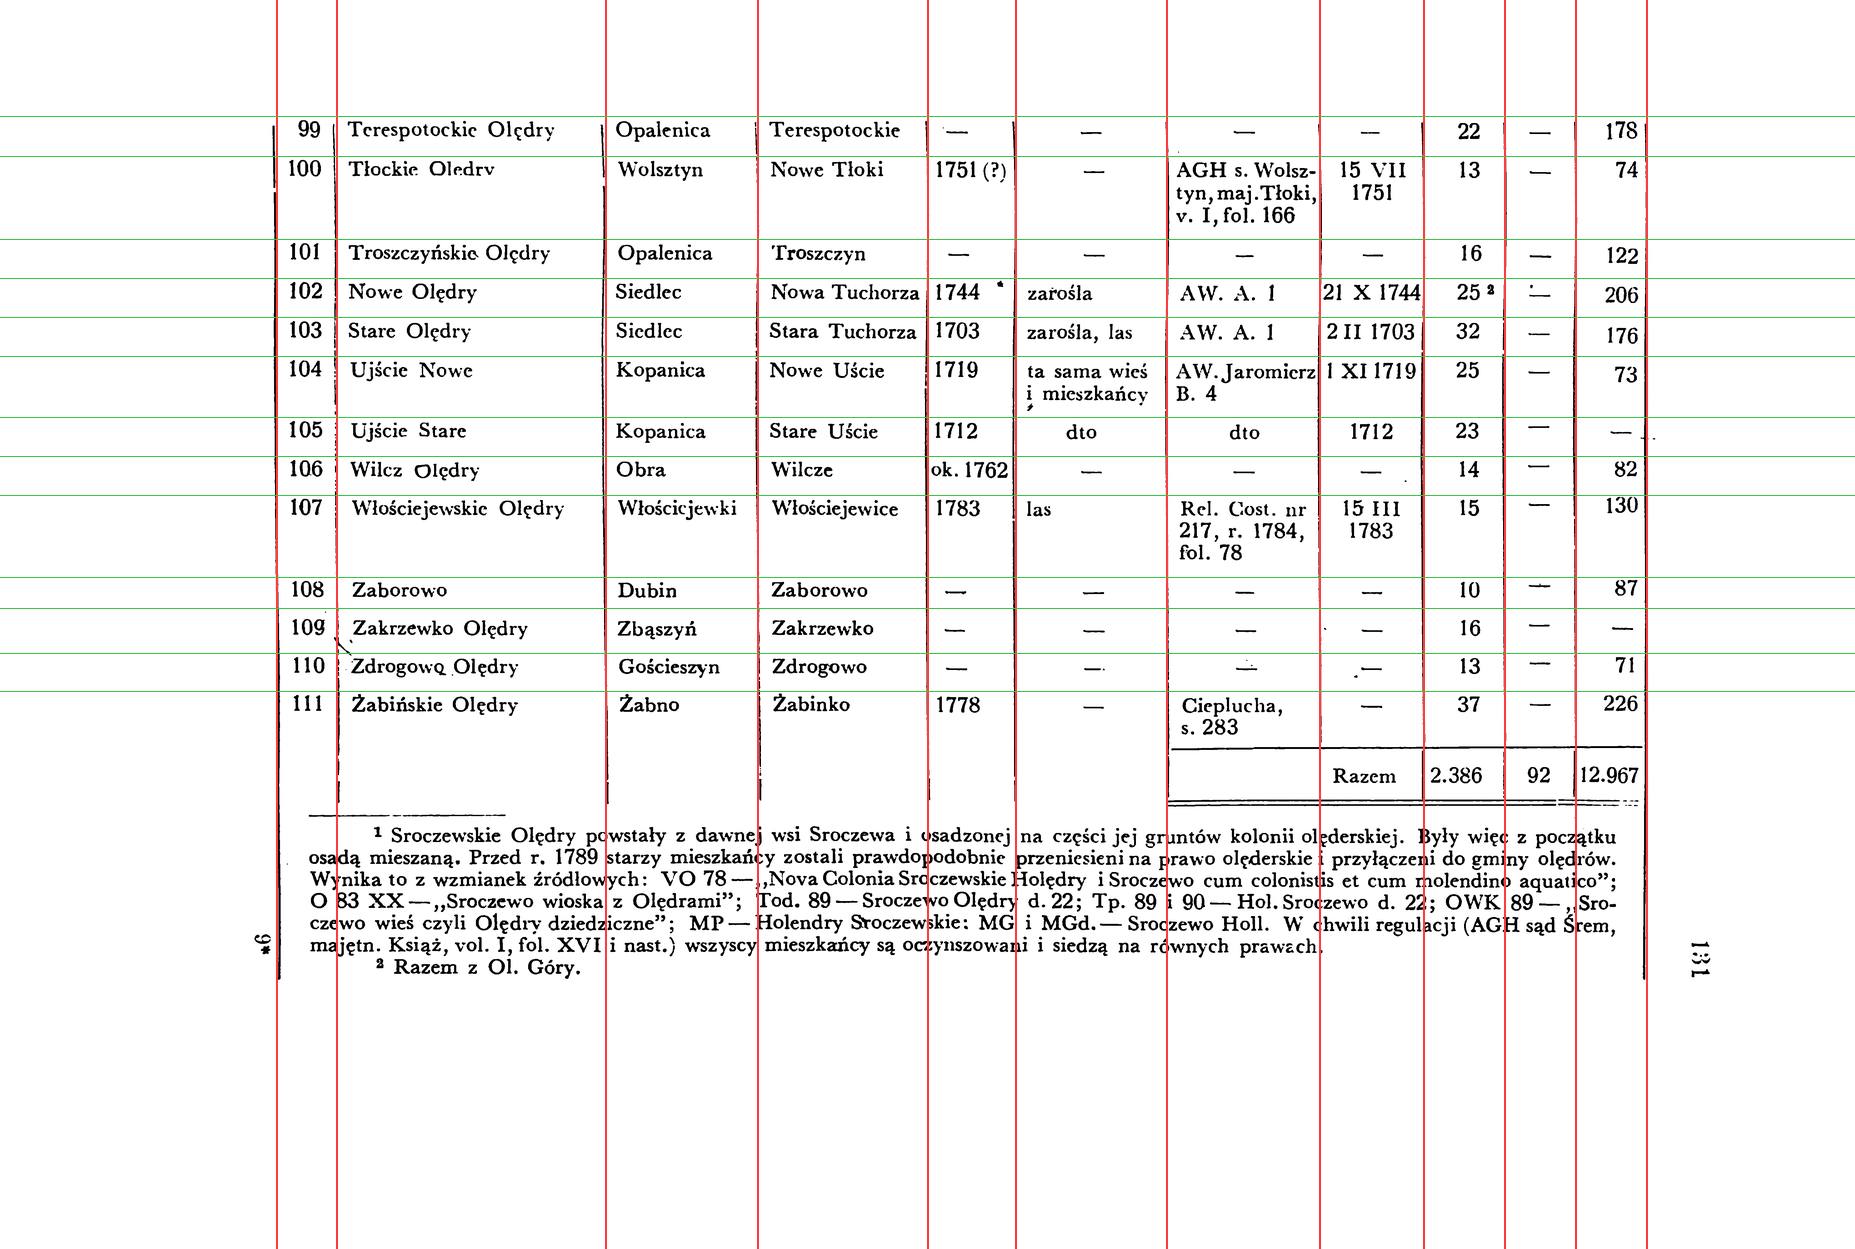 99 Terespotockie Olędry Opalenica Terespotockie — — — — 22 — 178
100 Tłockie Olędry Wolsztyn Nowe Tłoki 1751 (?) — AGH s. Wolsz- 15 VII 13 — 74
tyn, maj. Tłoki, 1751
v. I, fol. 166
101 Troszczyńskie Olędry Opalenica Troszczyn — — — — 16 — 122
102 Nowe Olędry Siedlec Nowa Tuchorza 1744 zarośla AW. A. 1 21 X 1744 25 ² — 206
103 Stare Olędry Siedlec Stara Tuchorza 1703 zarośla, las AW. A. 1 2 II 1703 32 — 176
104 Ujście Nowe Kopanica Nowe Uście 1719 ta sama wieś AW. Jaromierz 1 XI 1719 25 — 73
i mieszkańcy B. 4
105 Ujście Stare Kopanica Stare Uście 1712 dto dto 1712 23 — —
106 Wilcz Olędry Obra Wilcze ok. 1762 — — — 14 — 82
107 Włościejewskie Olędry Włościejewki Włościejewice 1783 las Rel. Cost. nr 15 III 15 — 130
217, r. 1784, 1783
fol. 78
108 Zaborowo Dubin Zaborowo — — — — 10 — 87
109 Zakrzewko Olędry Zbąszyń Zakrzewko — — — — 16 — —
110 Zdrogowo Olędry Gościeszyn Zdrogowo — — — — 13 — 71
111 Żabińskie Olędry Żabno Żabinko 1778 — Cieplucha, — 37 — 226
s. 283
Razem 2.386 92 12.967
¹ Sroczewskie Olędry powstały z dawnej wsi Sroczewa i osadzonej na części jej gruntów kolonii olęderskiej. Były więc z początku
osadą mieszaną. Przed r. 1789 starzy mieszkańcy zostali prawdopodobnie przeniesieni na prawo olęderskie i przyłączeni do gminy olędrów.
Wynika to z wzmianek źródłowych: VO 78 — „Nova Colonia Sroczewskie Holędry i Sroczewo cum colonistis et cum molendino aquatico”;
O 83 XX — „Sroczewo wioska z Olędrami”; Tod. 89 — Sroczewo Olędry d. 22; Tp. 89 i 90 — Hol. Sroczewo d. 22; OWK 89 — „Sro-
czewo wieś czyli Olędry dziedziczne”; MP — Holendry Sroczewskie: MG i MGd. — Sroczewo Holl. W chwili regulacji (AGH sąd Śrem,
majętn. Książ, vol. I, fol. XVI i nast.) wszyscy mieszkańcy są oczynszowani i siedzą na równych prawach.
² Razem z Ol. Góry.
9*
131